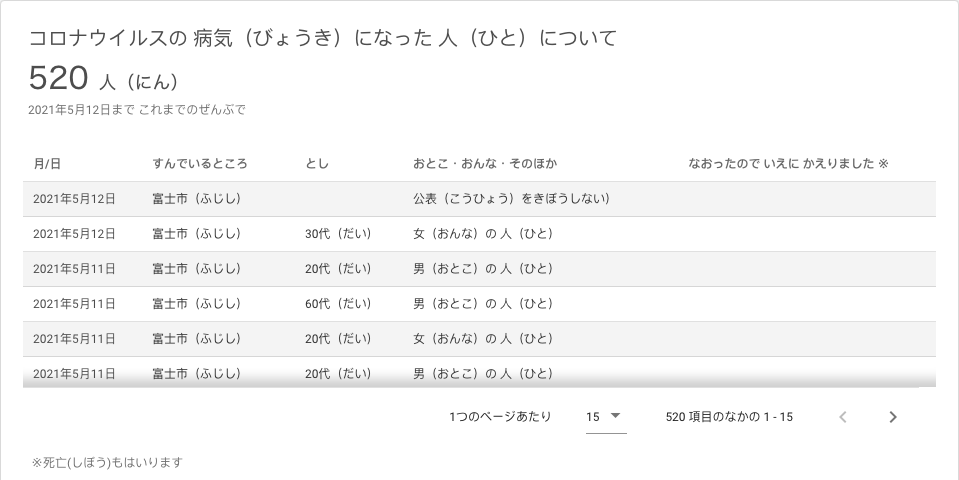 コロナウイルスの 病気（びょうき）になった 人（ひと）について
520 人（にん）
2021年5月12日まで これまでのぜんぶで
月/日 すんでいるところ とし おとこ・おんな・そのほか なおったので いえに かえりました ※
2021年5月12日 富士市（ふじし） 公表（こうひょう）をきぼうしない）
2021年5月12日 富士市（ふじし） 30代（だい） 女（おんな）の 人（ひと）
2021年5月11日 富士市（ふじし） 20代（だい） 男（おとこ）の 人（ひと）
2021年5月11日 富士市（ふじし） 60代（だい） 男（おとこ）の 人（ひと）
2021年5月11日 富士市（ふじし） 20代（だい） 女（おんな）の 人（ひと）
2021年5月11日 富士市（ふじし） 20代（だい） 男（おとこ）の 人（ひと）
1つのページあたり 15 520 項目のなかの 1 - 15
※死亡(しぼう)もはいります